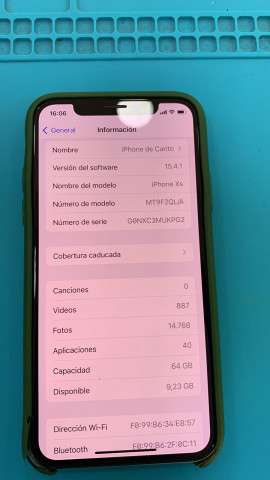 16:06
General
Información
Nombre iPhone de Carito
Versión del software 15.4.1
Nombre del modelo iPhone Xs
Número de modelo MT9F2QL/A
Número de serie G0NXC3MUKPG2
Cobertura caducada
Canciones 0
Videos 887
Fotos 14.768
Aplicaciones 40
Capacidad 64 GB
Disponible 9,23 GB
Dirección Wi-Fi F0:99:B6:34:E8:57
Bluetooth F0:99:B6:2F:0C:11